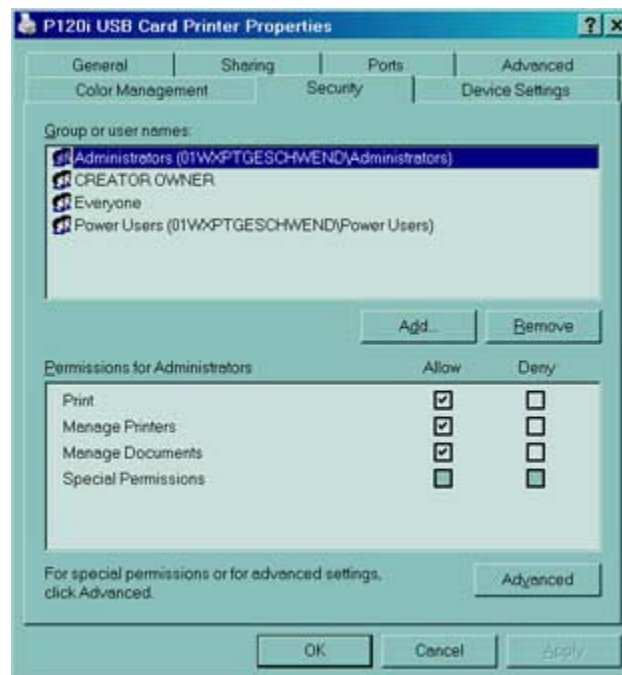 P120i USB Card Printer Properties
General Sharing Ports Advanced
Color Management Security Device Settings
Group or user names:
Administrators (01WXPTGESCHWEND\Administrators)
CREATOR OWNER
Everyone
Power Users (01WXPTGESCHWEND\Power Users)
Add... Remove
Permissions for Administrators Allow Deny
Print
Manage Printers
Manage Documents
Special Permissions
For special permissions or for advanced settings,
click Advanced.
Advanced
OK Cancel Apply